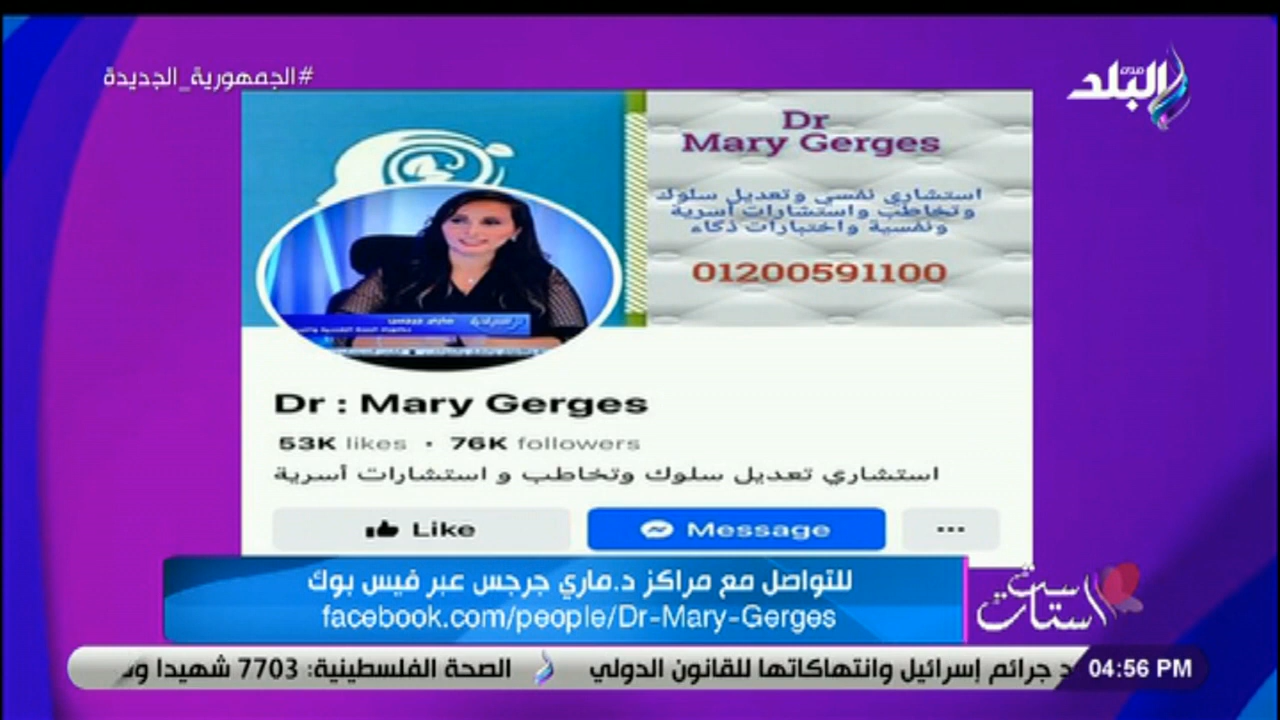 #الجمهورية_الجديدة
صدى البلد
Dr
Mary Gerges
استشاري نفسي وتعديل سلوك
وتخاطب واستشارات أسرية
ونفسية واختبارات ذكاء
01200591100
Dr : Mary Gerges
53K likes · 76K followers
استشاري تعديل سلوك وتخاطب و استشارات أسرية
Like
Message
...
للتواصل مع مراكز د.ماري جرجس عبر فيس بوك
facebook.com/people/Dr-Mary-Gerges
ست الستات
جرائم إسرائيل وانتهاكاتها للقانون الدولي
الصحة الفلسطينية: 7703 شهيدا
04:56 PM